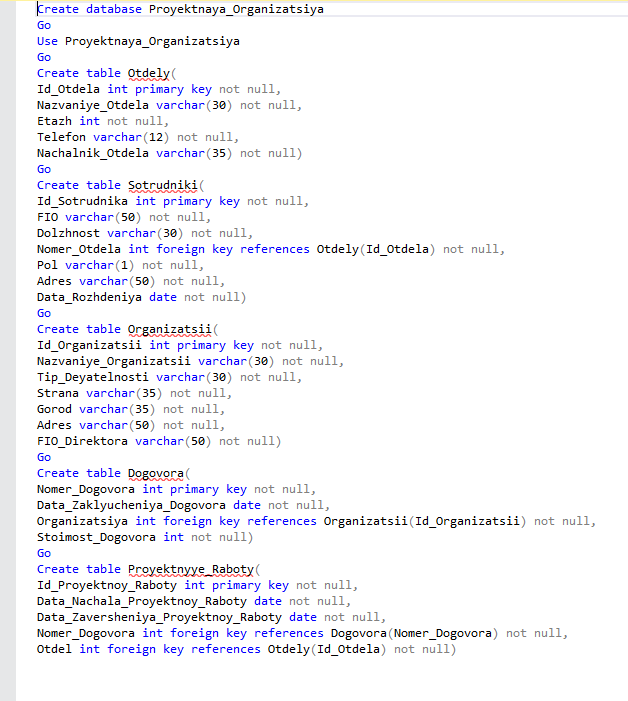 Create database Proyektnaya_Organizatsiya
Go
Use Proyektnaya_Organizatsiya
Go
Create table Otdely(
Id_Otdela int primary key not null,
Nazvaniye_Otdela varchar(30) not null,
Etazh int not null,
Telefon varchar(12) not null,
Nachalnik_Otdela varchar(35) not null)
Go
Create table Sotrudniki(
Id_Sotrudnika int primary key not null,
FIO varchar(50) not null,
Dolzhnost varchar(30) not null,
Nomer_Otdela int foreign key references Otdely(Id_Otdela) not null,
Pol varchar(1) not null,
Adres varchar(50) not null,
Data_Rozhdeniya date not null)
Go
Create table Organizatsii(
Id_Organizatsii int primary key not null,
Nazvaniye_Organizatsii varchar(30) not null,
Tip_Deyatelnosti varchar(30) not null,
Strana varchar(35) not null,
Gorod varchar(35) not null,
Adres varchar(50) not null,
FIO_Direktora varchar(50) not null)
Go
Create table Dogovora(
Nomer_Dogovora int primary key not null,
Data_Zaklyucheniya_Dogovora date not null,
Organizatsiya int foreign key references Organizatsii(Id_Organizatsii) not null,
Stoimost_Dogovora int not null)
Go
Create table Proyektnyye_Raboty(
Id_Proyektnoy_Raboty int primary key not null,
Data_Nachala_Proyektnoy_Raboty date not null,
Data_Zaversheniya_Proyektnoy_Raboty date not null,
Nomer_Dogovora int foreign key references Dogovora(Nomer_Dogovora) not null,
Otdel int foreign key references Otdely(Id_Otdela) not null)